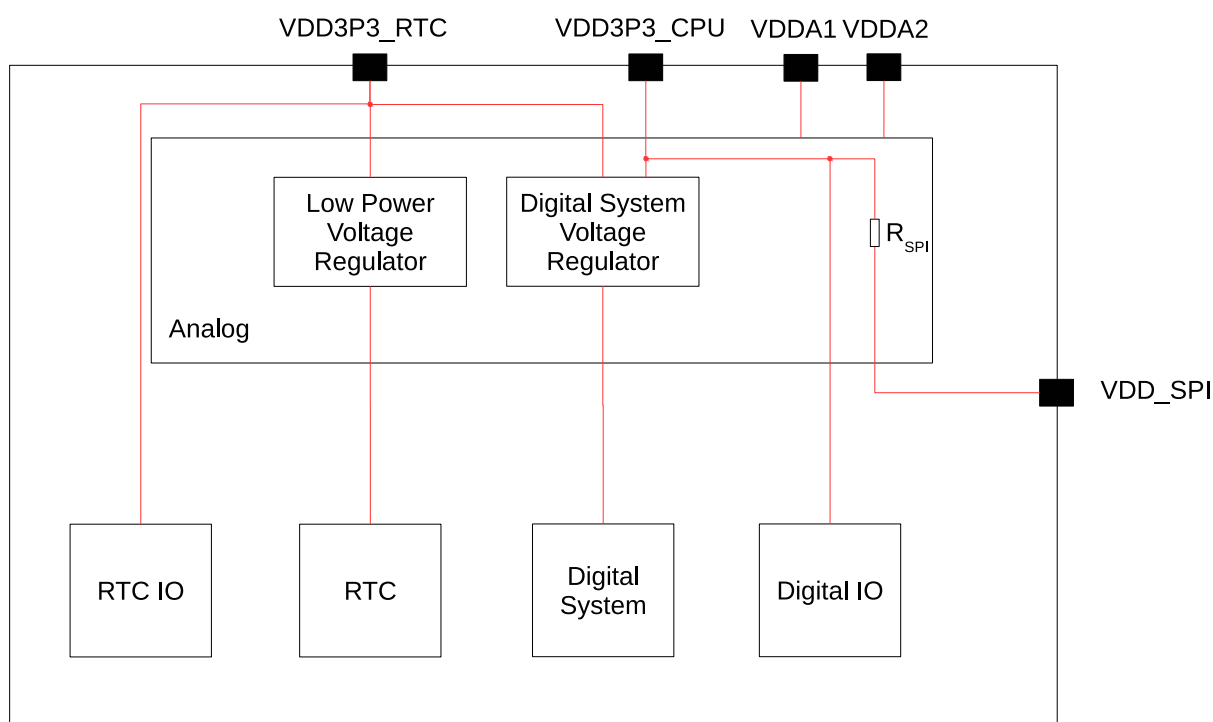 VDD3P3_RTC
VDD3P3_CPU
VDDA1
VDDA2
Low Power
Voltage
Regulator
Digital System
Voltage
Regulator
RSPI
Analog
VDD_SPI
RTC IO
RTC
Digital
System
Digital IO